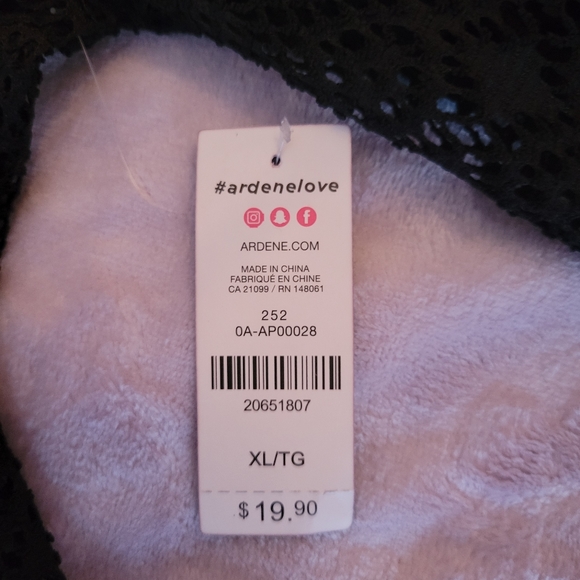 #ardenelove
ARDENE.COM
MADE IN CHINA
FABRIQUÉ EN CHINE
CA 21099 / RN 148061
252
0A-AP00028
20651807
XL/TG
$19.90